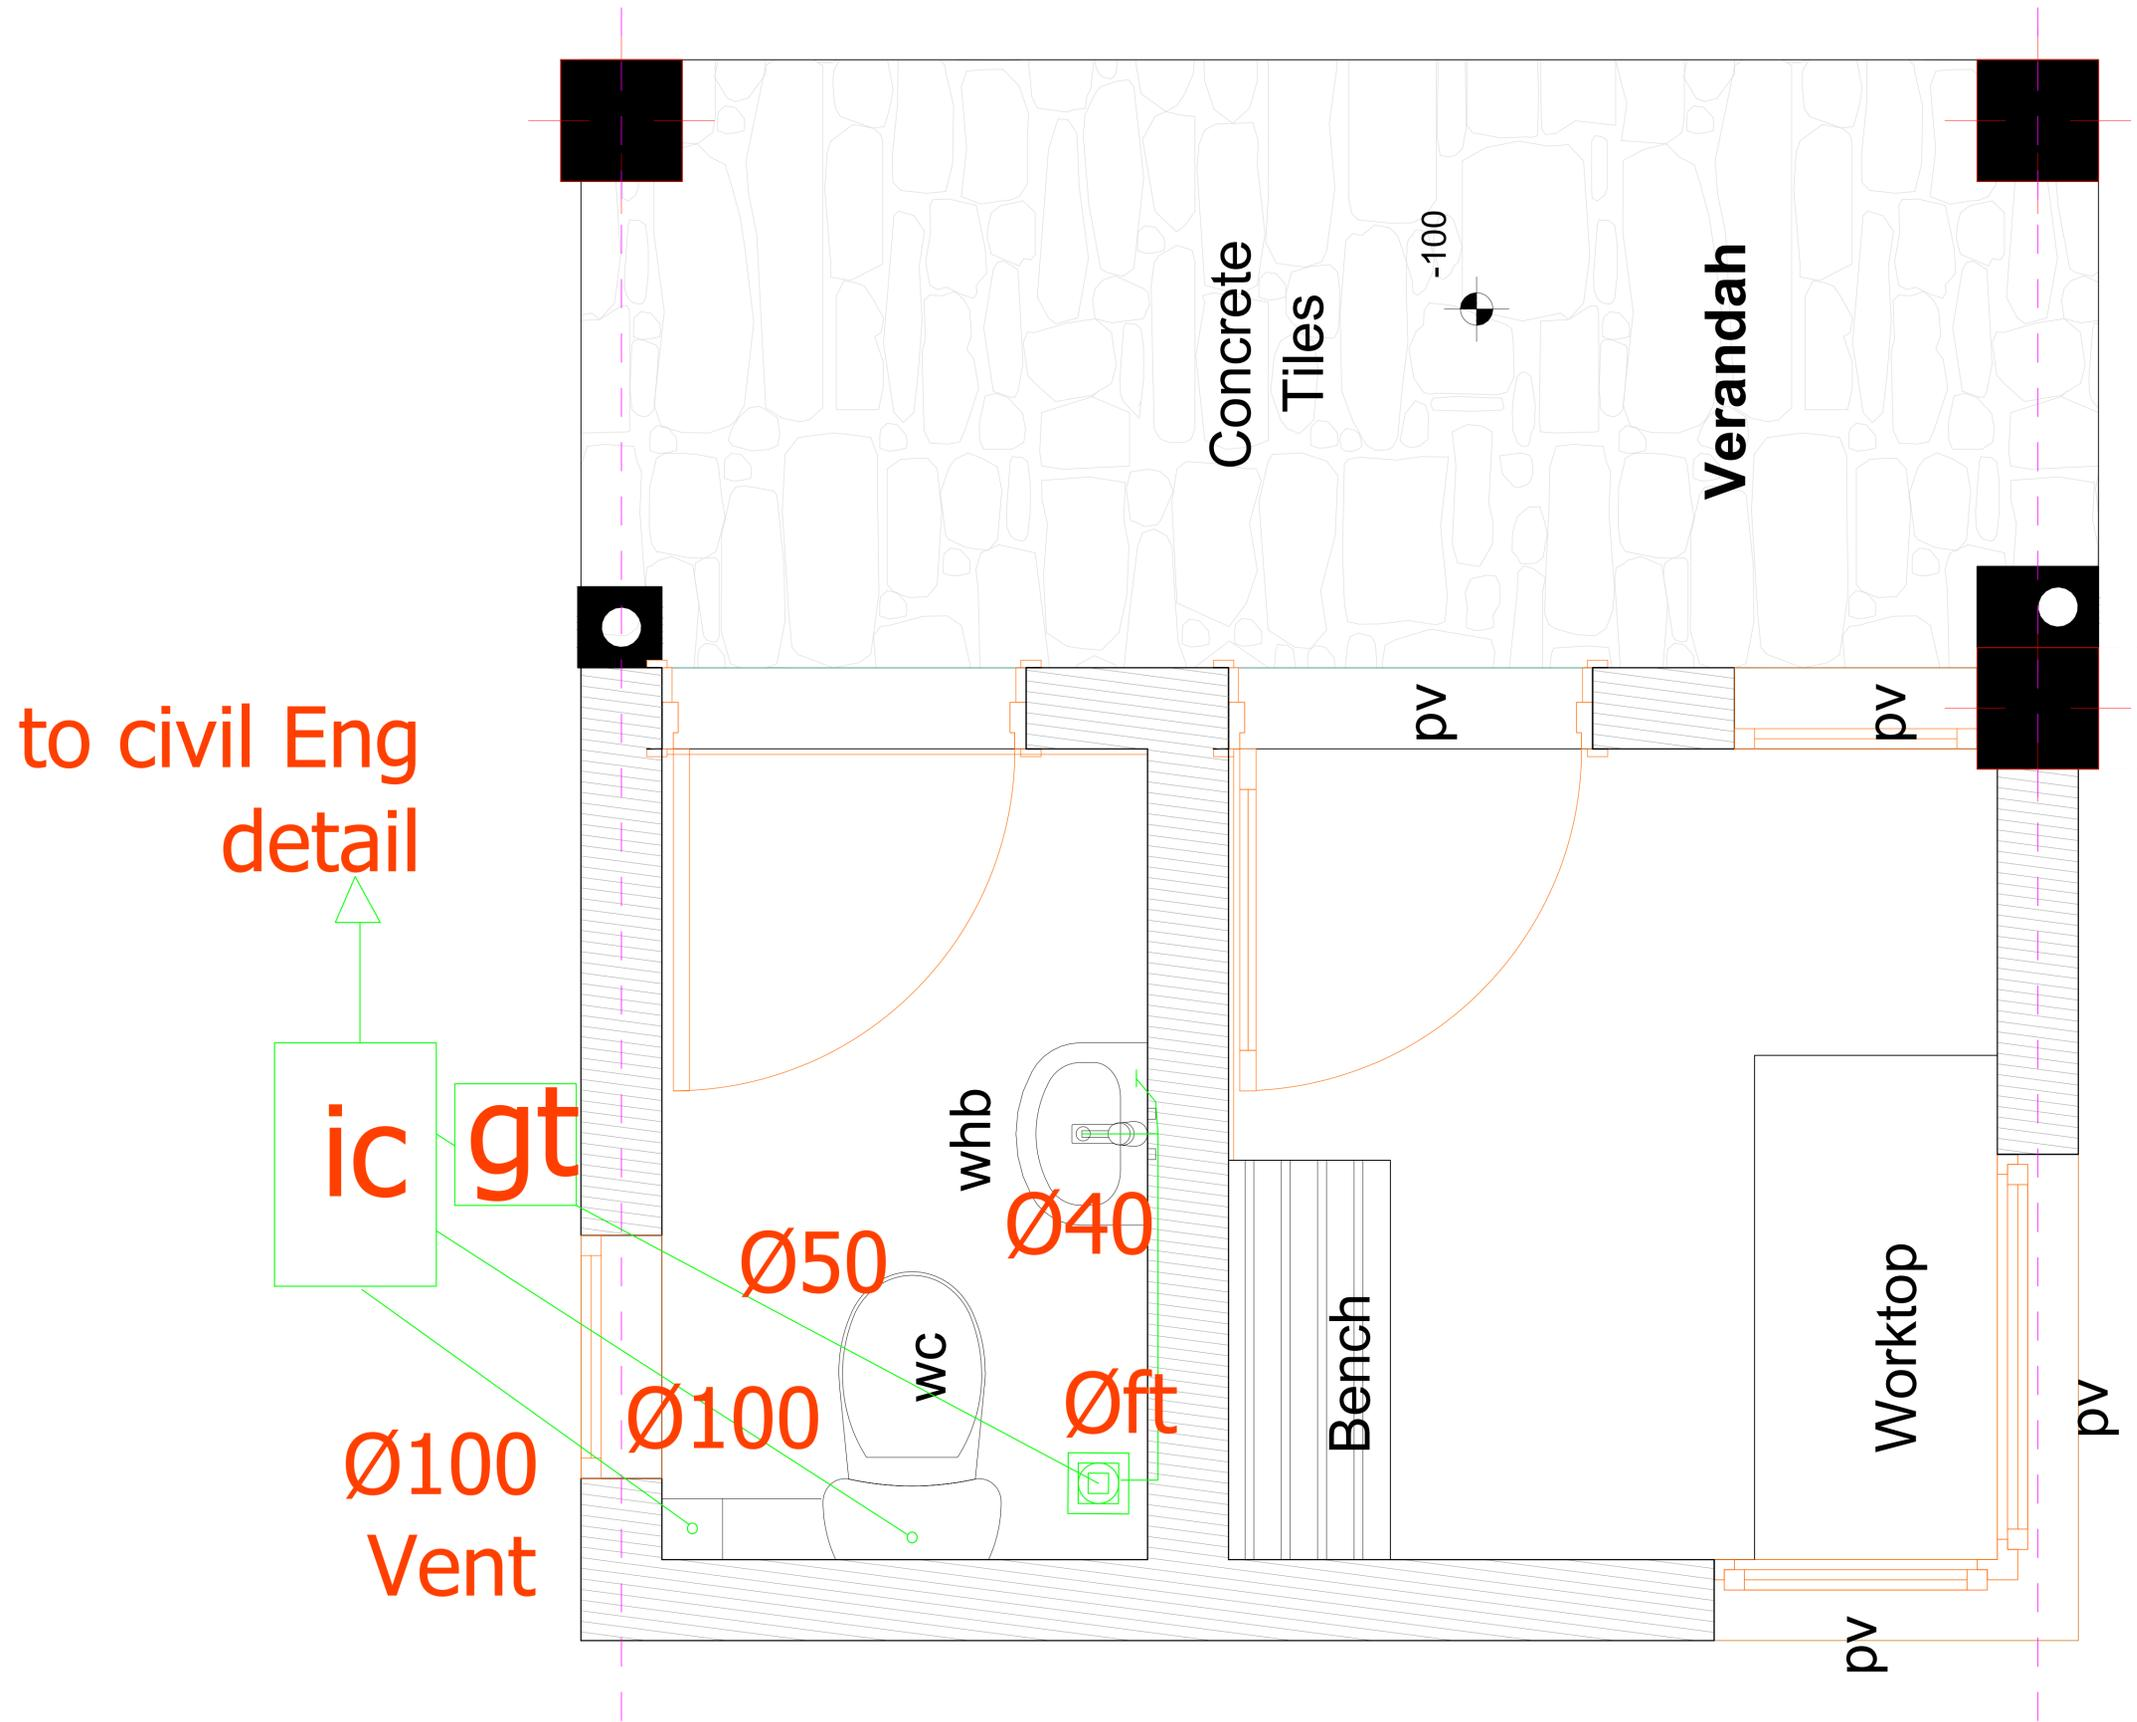 -100
Concrete
Tiles
Verandah
pv
pv
to civil Eng
detail
ic
gt
whb
Ø40
Ø50
wc
Ø100
Øft
Bench
Worktop
pv
Ø100
Vent
pv